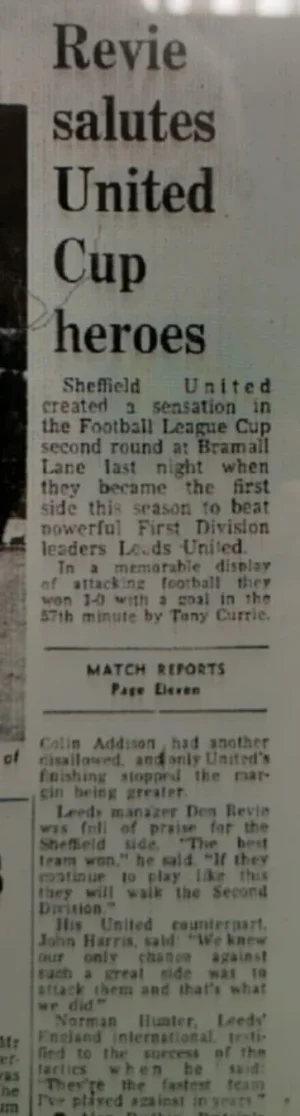 Revie
salutes
United
Cup
heroes
Sheffield United
created a sensation in
the Football League Cup
second round at Bramall
Lane last night when
they became the first
side this season to beat
powerful First Division
leaders Leeds United.
In a memorable display
of attacking football they
won 1-0 with a goal in the
57th minute by Tony Currie.
MATCH REPORTS
Page Eleven
Colin Addison had another
disallowed, and only United's
finishing stopped the mar-
gin being greater.
Leeds manager Don Revie
was full of praise for the
Sheffield side. "The best
team won," he said. "If they
continue to play like this
they will walk the Second
Division."
His United counterpart,
John Harris, said: "We knew
our only chance against
such a great side was to
attack them and that's what
we did."
Norman Hunter, Leeds'
England international, testi-
fied to the success of the
tactics when he said:
"They're the fastest team
I've played against in years."
of
Mr
er-
was
he
um